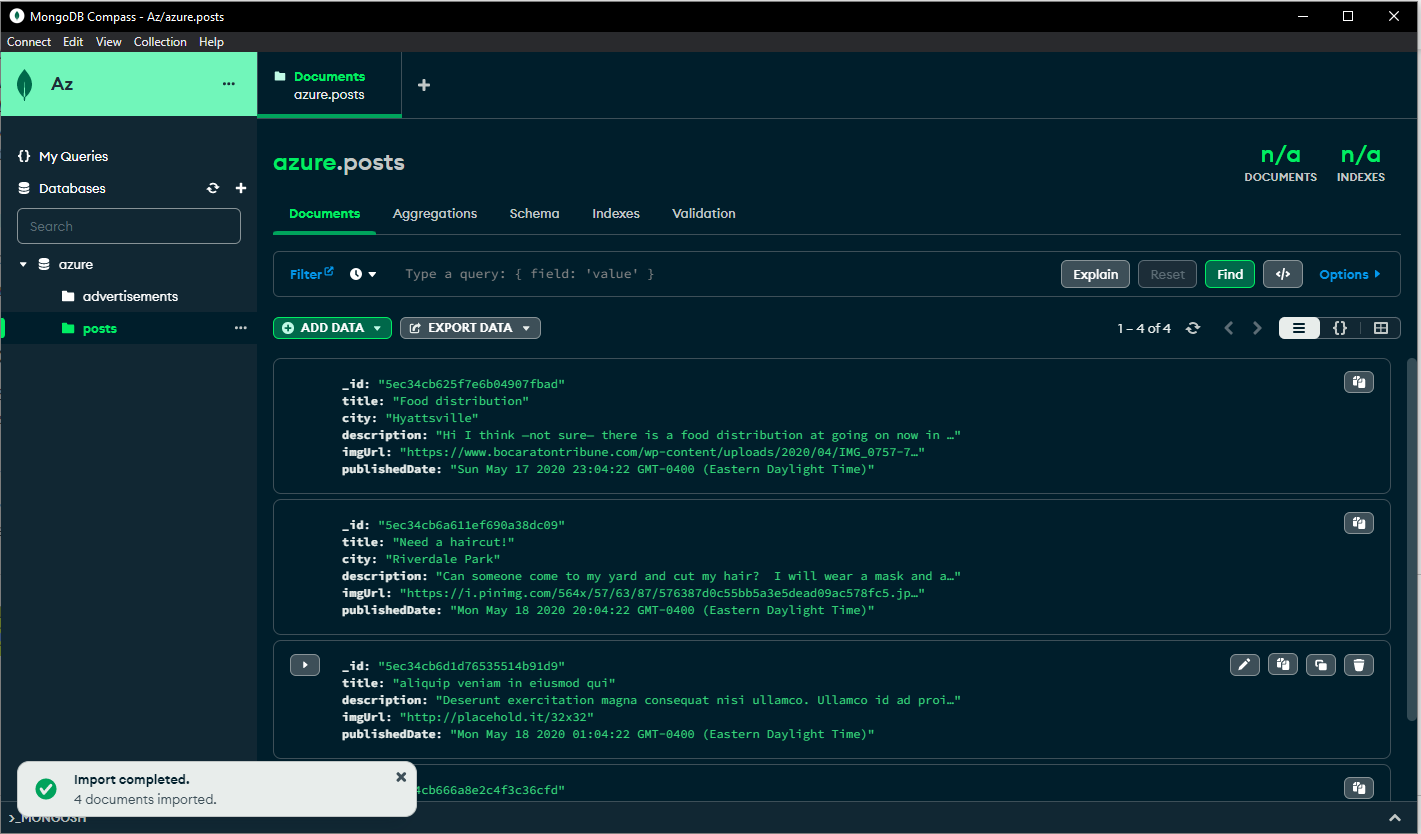 MongoDB Compass - Az/azure.posts
Connect Edit View Collection Help
Az
Documents
azure.posts
My Queries
Databases
Search
azure
advertisements
posts
azure.posts
n/a
DOCUMENTS
n/a
INDEXES
Documents Aggregations Schema Indexes Validation
Filter Type a query: { field: 'value' } Explain Reset Find </> Options
ADD DATA EXPORT DATA 1 – 4 of 4 {}
_id: "5ec34cb625f7e6b04907fbad"
title: "Food distribution"
city: "Hyattsville"
description: "Hi I think —not sure— there is a food distribution at going on now in …"
imgUrl: "https://www.bocaratontribune.com/wp-content/uploads/2020/04/IMG_0757-7…"
publishedDate: "Sun May 17 2020 23:04:22 GMT-0400 (Eastern Daylight Time)"
_id: "5ec34cb6a611ef690a38dc09"
title: "Need a haircut!"
city: "Riverdale Park"
description: "Can someone come to my yard and cut my hair?  I will wear a mask and a…"
imgUrl: "https://i.pinimg.com/564x/57/63/87/576387d0c55bb5a3e5dead09ac578fc5.jp…"
publishedDate: "Mon May 18 2020 20:04:22 GMT-0400 (Eastern Daylight Time)"
_id: "5ec34cb6d1d76535514b91d9"
title: "aliquip veniam in eiusmod qui"
description: "Deserunt exercitation magna consequat nisi ullamco. Ullamco id ad proi…"
imgUrl: "http://placehold.it/32x32"
publishedDate: "Mon May 18 2020 01:04:22 GMT-0400 (Eastern Daylight Time)"
4cb666a8e2c4f3c36cfd"
Import completed.
4 documents imported.
>_MONGOSH